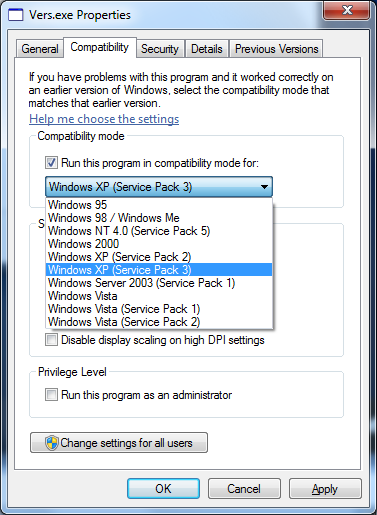 Vers.exe Properties
General Compatibility Security Details Previous Versions
If you have problems with this program and it worked correctly on
an earlier version of Windows, select the compatibility mode that
matches that earlier version.
Help me choose the settings
Compatibility mode
Run this program in compatibility mode for:
Windows XP (Service Pack 3)
Windows 95
Windows 98 / Windows Me
Windows NT 4.0 (Service Pack 5)
Windows 2000
Windows XP (Service Pack 2)
Windows XP (Service Pack 3)
Windows Server 2003 (Service Pack 1)
Windows Vista
Windows Vista (Service Pack 1)
Windows Vista (Service Pack 2)
Disable display scaling on high DPI settings
Privilege Level
Run this program as an administrator
Change settings for all users
OK Cancel Apply